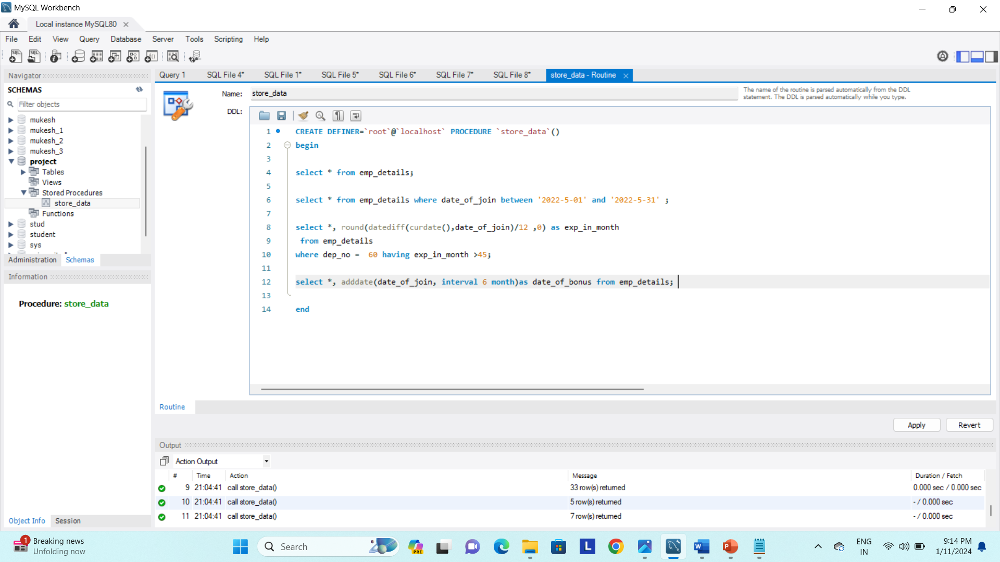 MySQL Workbench
Local instance MySQL80
File Edit View Query Database Server Tools Scripting Help
Navigator
SCHEMAS
Filter objects
mukesh
mukesh_1
mukesh_2
mukesh_3
project
Tables
Views
Stored Procedures
store_data
Functions
stud
student
sys
Administration Schemas
Information
Procedure: store_data
Object Info Session
Query 1 SQL File 4* SQL File 1* SQL File 5* SQL File 6* SQL File 7* SQL File 8* store_data - Routine
Name: store_data
The name of the routine is parsed automatically from the DDL
statement. The DDL is parsed automatically while you type.
DDL:
1 CREATE DEFINER=`root`@`localhost` PROCEDURE `store_data`()
2 begin
3
4 select * from emp_details;
5
6 select * from emp_details where date_of_join between '2022-5-01' and '2022-5-31' ;
7
8 select *, round(datediff(curdate(),date_of_join)/12 ,0) as exp_in_month
9 from emp_details
10 where dep_no =  60 having exp_in_month >45;
11
12 select *, adddate(date_of_join, interval 6 month)as date_of_bonus from emp_details;
13
14 end
Routine
Apply Revert
Output
Action Output
# Time Action Message Duration / Fetch
9 21:04:41 call store_data() 33 row(s) returned 0.000 sec / 0.000 sec
10 21:04:41 call store_data() 5 row(s) returned - / 0.000 sec
11 21:04:41 call store_data() 7 row(s) returned - / 0.000 sec
1 Breaking news
Unfolding now
Search
PRE
L
W
P
ENG
IN
9:14 PM
1/11/2024